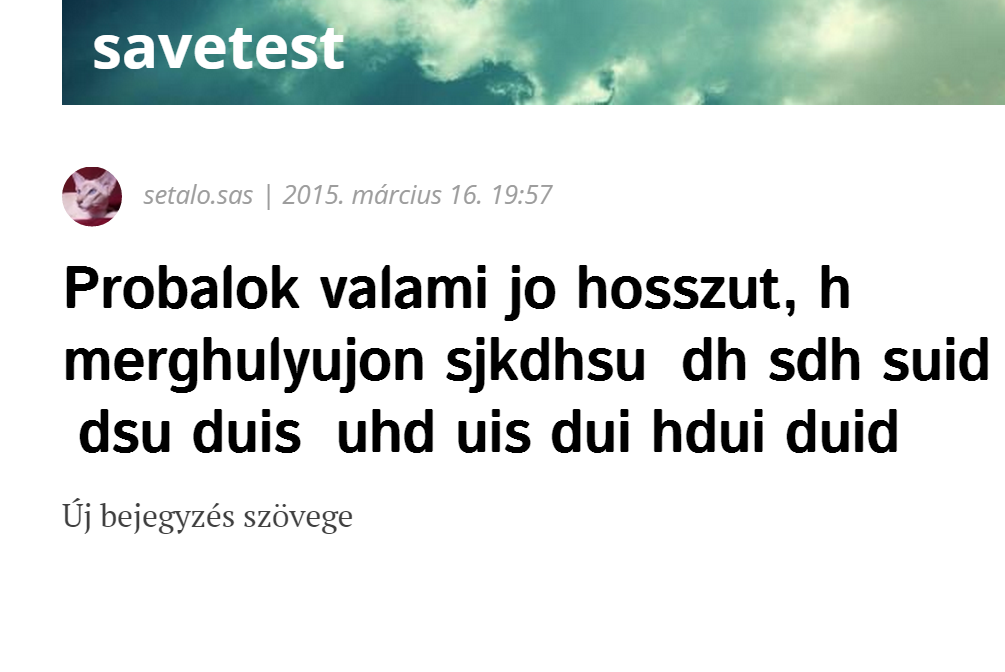 savetest
setalo.sas | 2015. március 16. 19:57
Probalok valami jo hosszut, h
merghulyujon sjkdhsu  dh sdh suid
dsu duis  uhd uis dui hdui duid
Új bejegyzés szövege